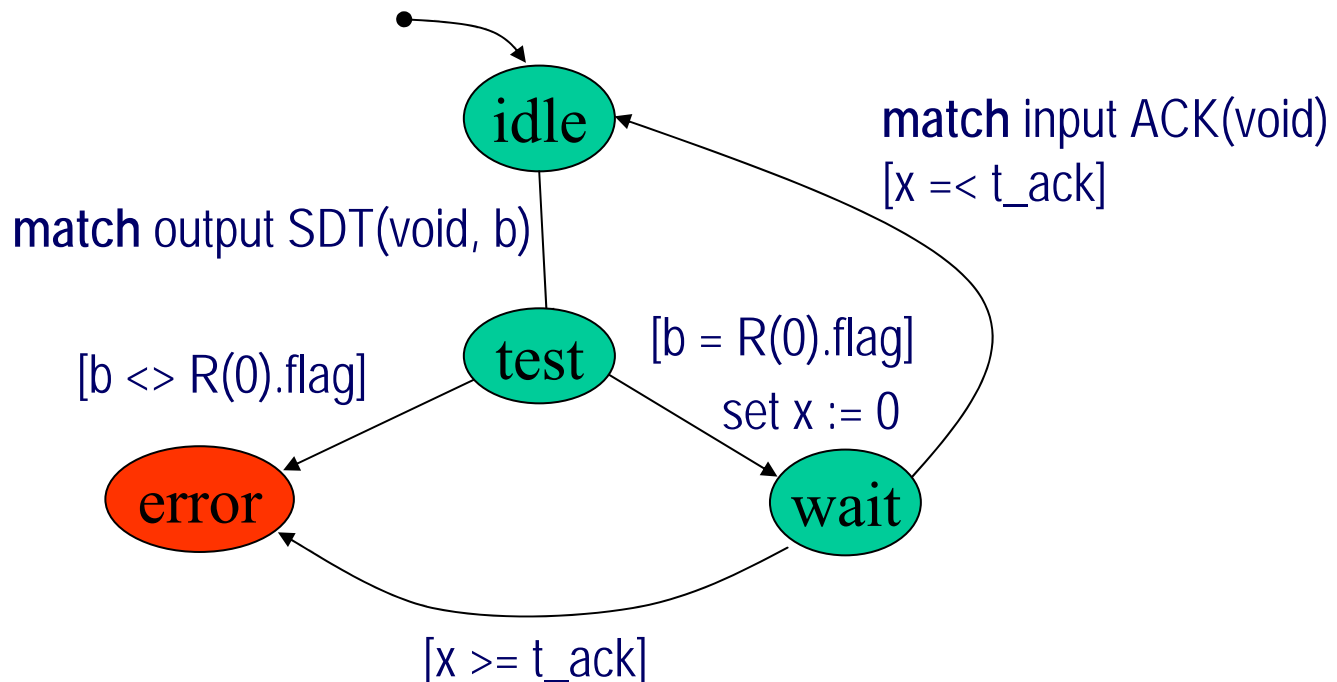 idle
match input ACK(void)
[x =< t_ack]
match output SDT(void, b)
test
[b = R(0).flag]
set x := 0
[b <> R(0).flag]
error
wait
[x >= t_ack]